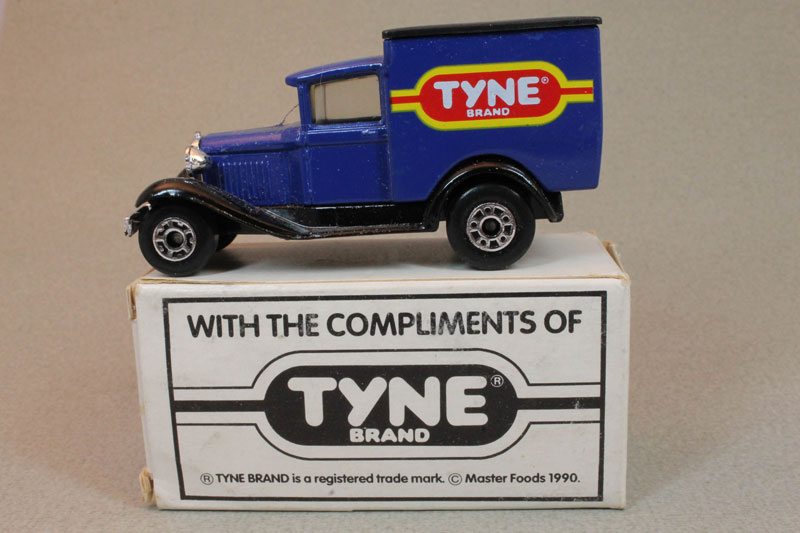 TYNE®
BRAND
WITH THE COMPLIMENTS OF
TYNE®
BRAND
® TYNE BRAND is a registered trade mark. © Master Foods 1990.